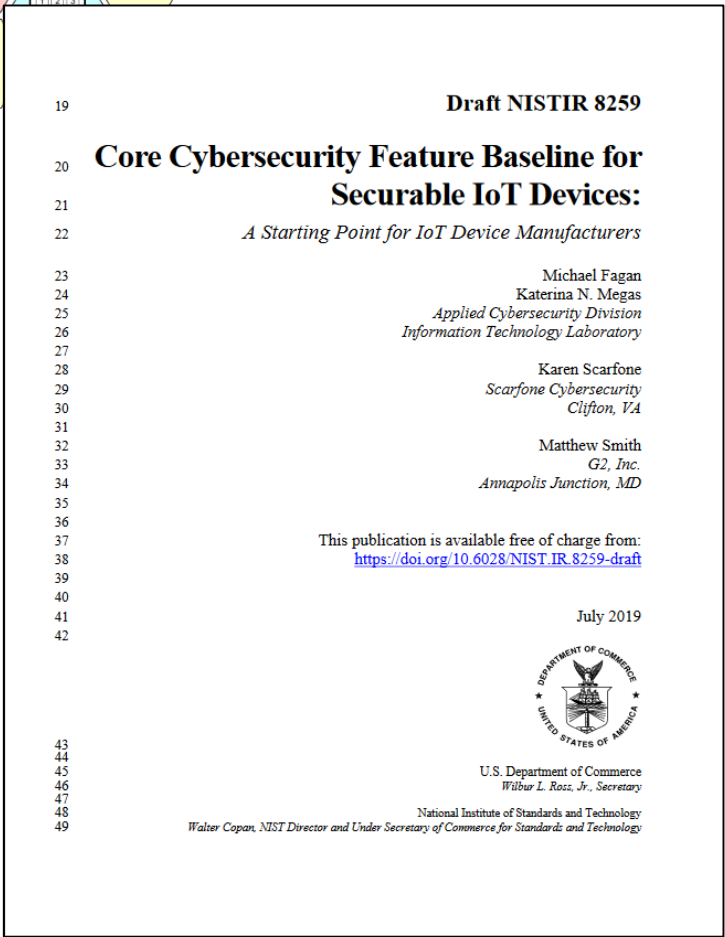 1 2 3
19 Draft NISTIR 8259
20 Core Cybersecurity Feature Baseline for
21 Securable IoT Devices:
22 A Starting Point for IoT Device Manufacturers
23 Michael Fagan
24 Katerina N. Megas
25 Applied Cybersecurity Division
26 Information Technology Laboratory
27
28 Karen Scarfone
29 Scarfone Cybersecurity
30 Clifton, VA
31
32 Matthew Smith
33 G2, Inc.
34 Annapolis Junction, MD
35
36
37 This publication is available free of charge from:
38 https://doi.org/10.6028/NIST.IR.8259-draft
39
40
41 July 2019
42
DEPARTMENT OF COMMERCE
UNITED STATES OF AMERICA
43
44
45 U.S. Department of Commerce
46 Wilbur L. Ross, Jr., Secretary
47
48 National Institute of Standards and Technology
49 Walter Copan, NIST Director and Under Secretary of Commerce for Standards and Technology